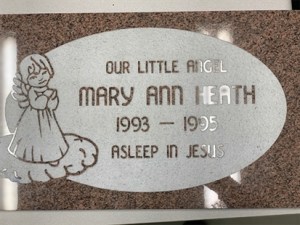 OUR LITTLE ANGEL
MARY ANN HEATH
1993 — 1995
ASLEEP IN JESUS